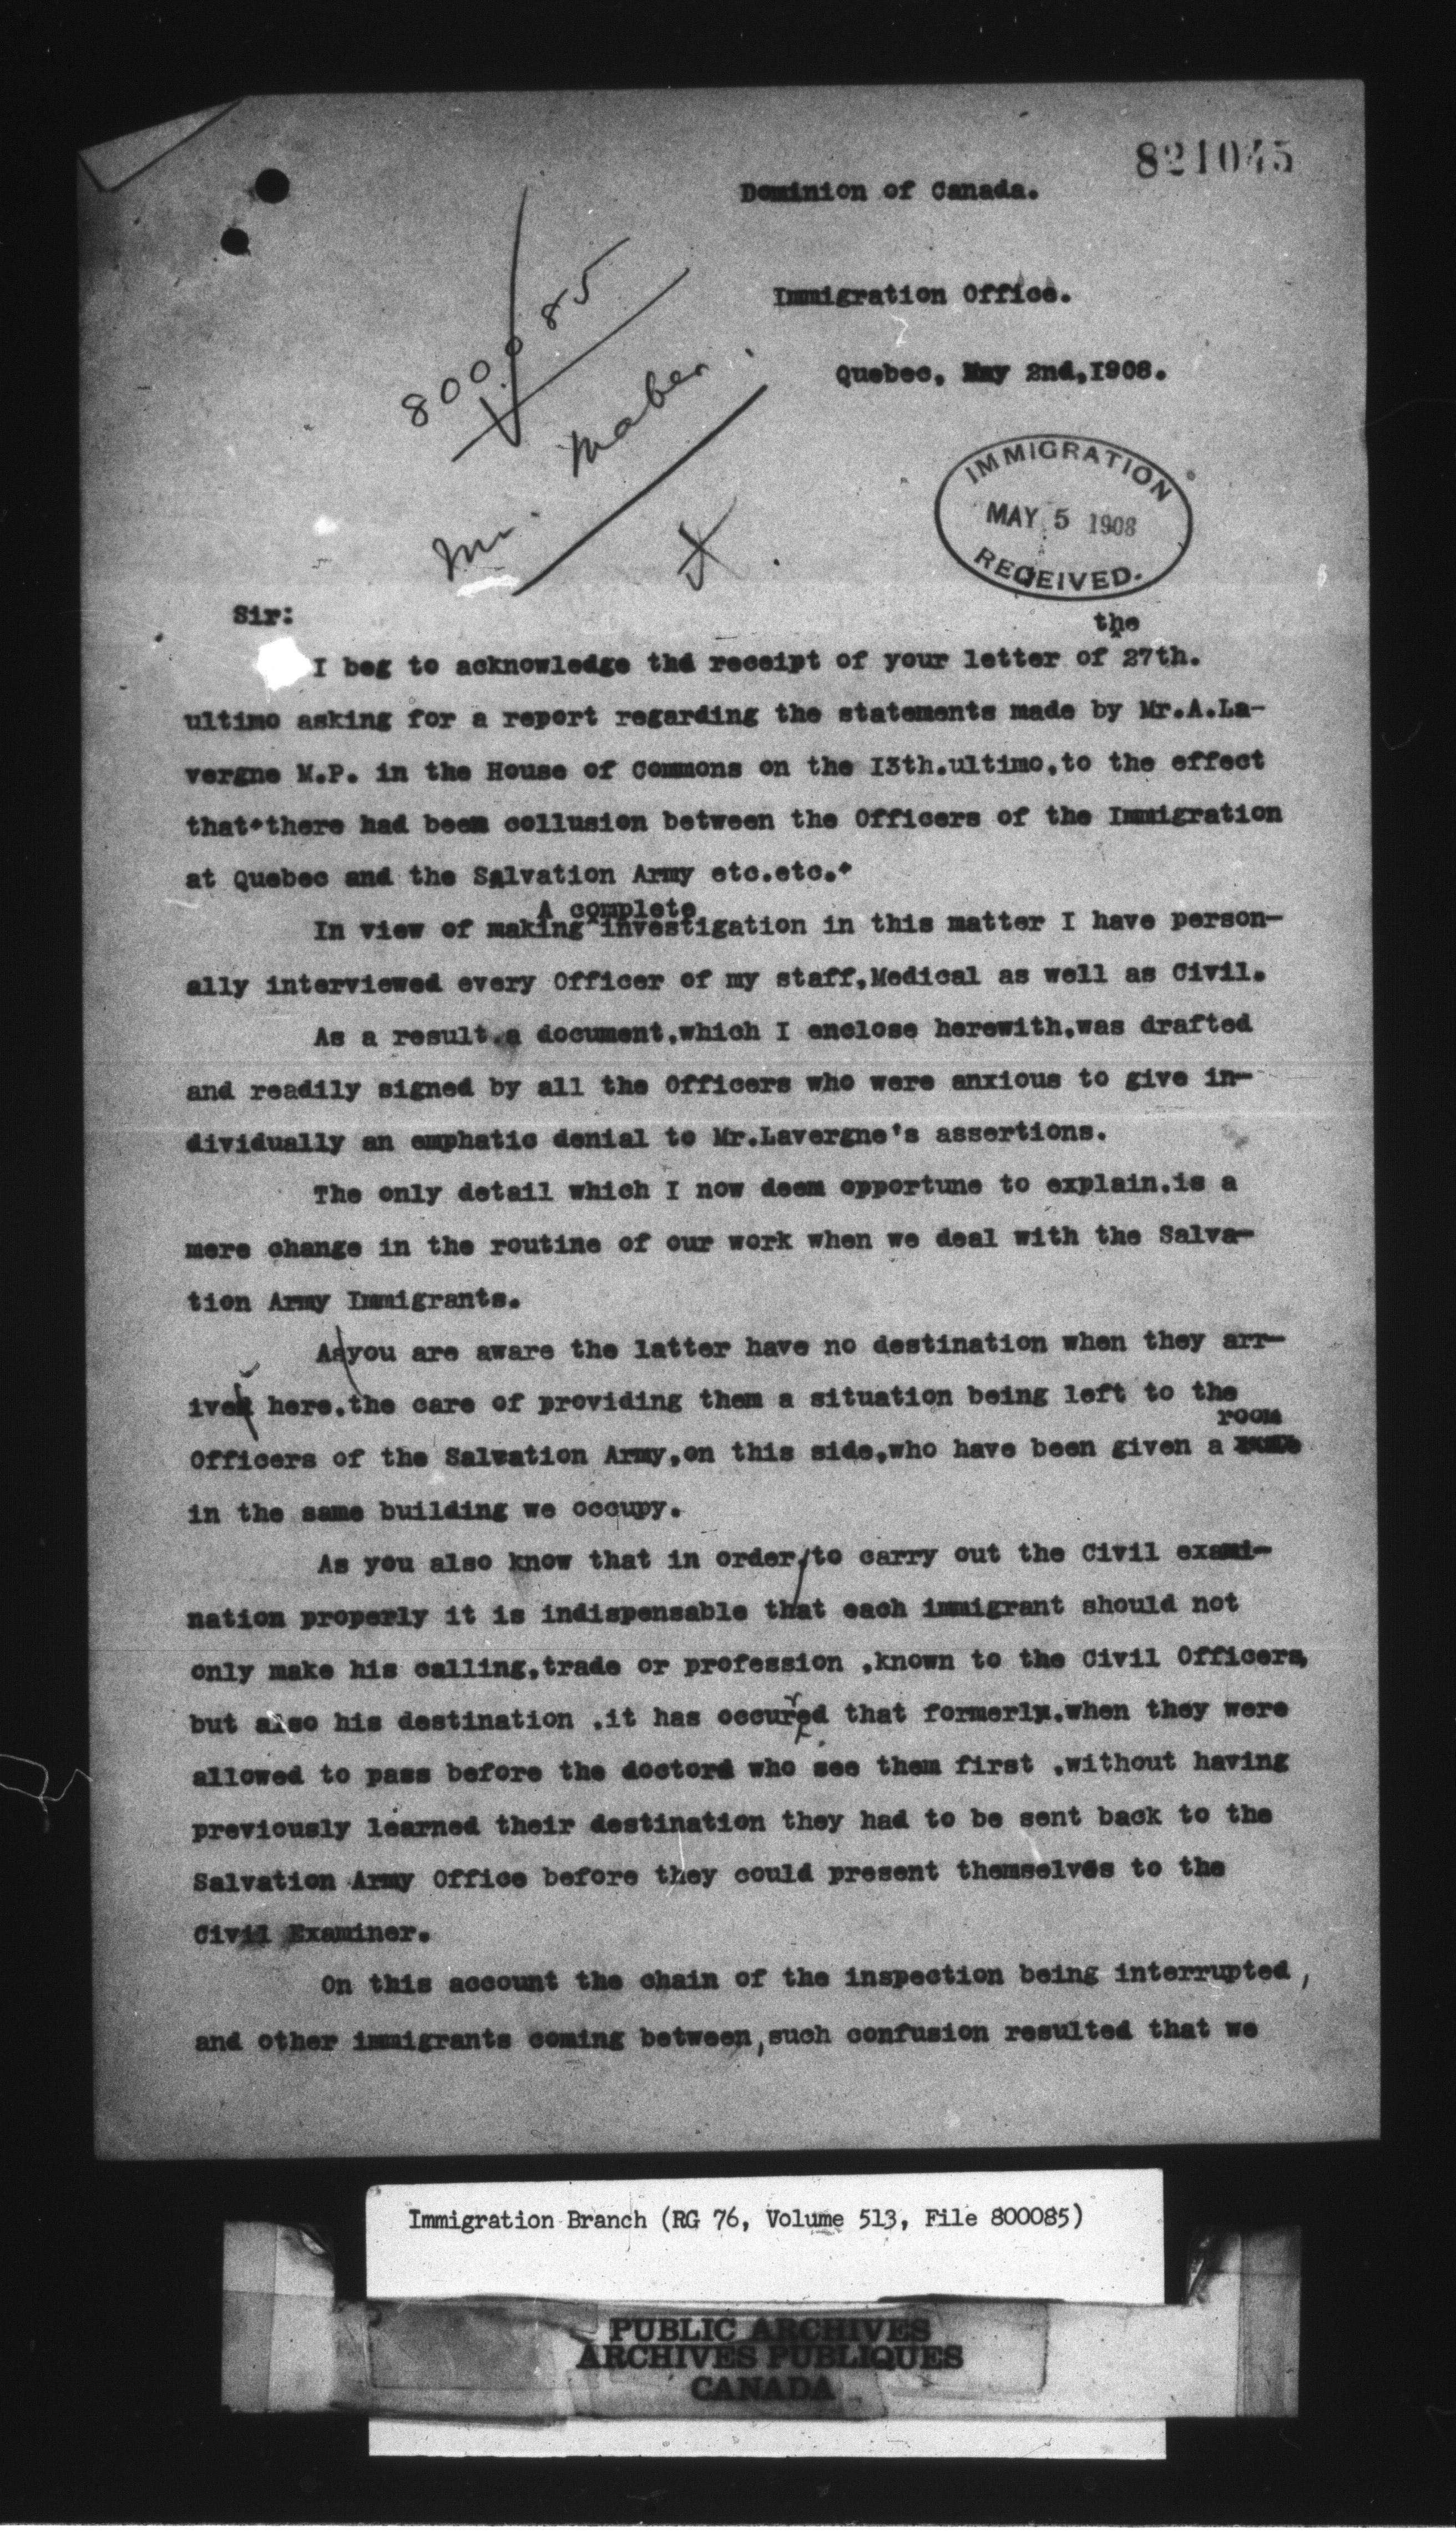 821045
Dominion of Canada.
Immigration Office.
Quebec, May 2nd,1908.
800085
Mr. Maber.
IMMIGRATION
MAY 5 1908
RECEIVED.
Sir:
the
I beg to acknowledge the receipt of your letter of 27th.
ultimo asking for a report regarding the statements made by Mr.A.La-
vergne M.P. in the House of Commons on the I3th.ultimo,to the effect
that"there had been collusion between the Officers of the Immigration
at Quebec and the Salvation Army etc.etc."
A complete
In view of making investigation in this matter I have person-
ally interviewed every Officer of my staff,Medical as well as Civil.
As a result,a document,which I enclose herewith,was drafted
and readily signed by all the Officers who were anxious to give in-
dividually an emphatic denial to Mr.Lavergne's assertions.
The only detail which I now deem opportune to explain,is a
mere change in the routine of our work when we deal with the Salva-
tion Army Immigrants.
As you are aware the latter have no destination when they arr-
ive here,the care of providing them a situation being left to the
room
Officers of the Salvation Army,on this side,who have been given a
in the same building we occupy.
As you also know that in order to carry out the Civil exami-
nation properly it is indispensable that each immigrant should not
only make his calling,trade or profession ,known to the Civil Officers,
but also his destination ,it has occurred that formerly,when they were
allowed to pass before the doctors who see them first ,without having
previously learned their destination they had to be sent back to the
Salvation Army Office before they could present themselves to the
Civil Examiner.
On this account the chain of the inspection being interrupted,
and other immigrants coming between,such confusion resulted that we
Immigration Branch (RG 76, Volume 513, File 800085)
PUBLIC ARCHIVES
ARCHIVES PUBLIQUES
CANADA